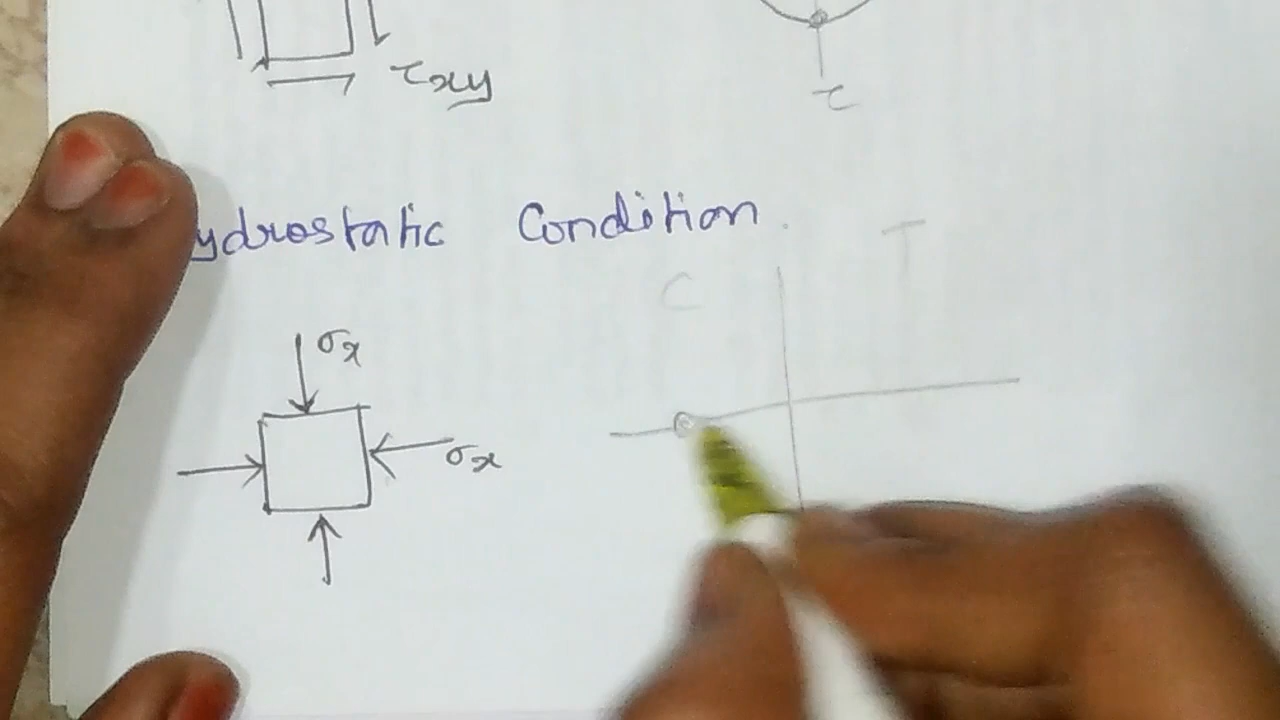 τxy
τ
ydrostatic Condition.
C T
σx
σx